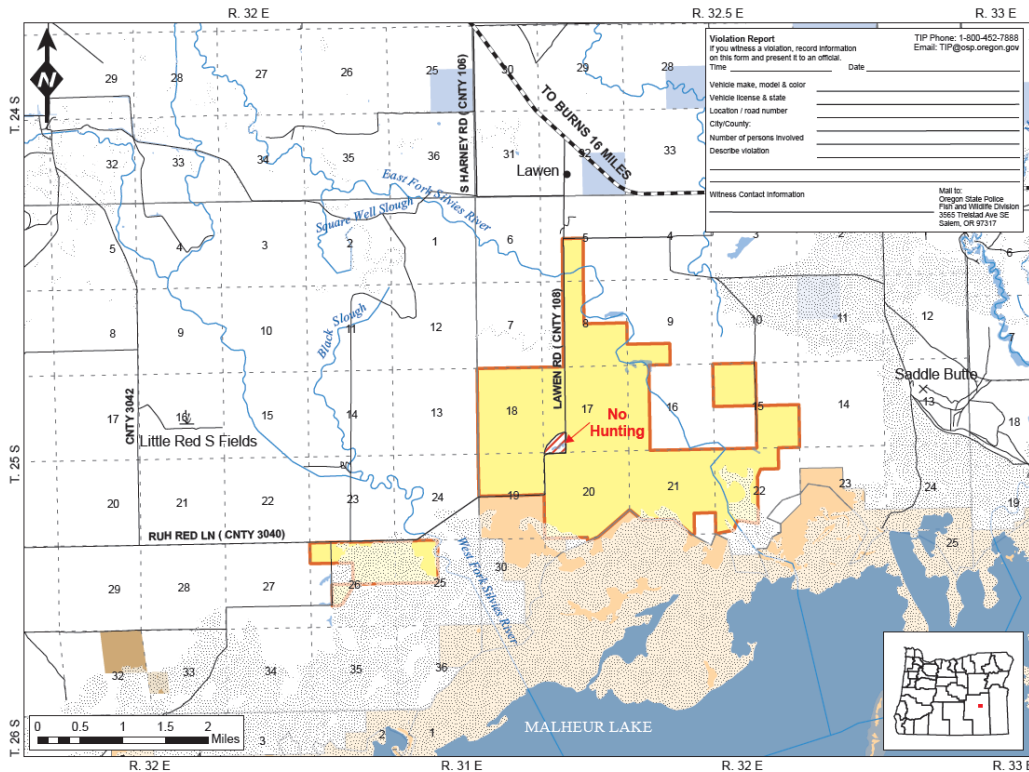 R. 32 E
R. 32.5 E
R. 33 E
T. 24 S
N
29
28
27
26
25
30
29
28
S HARNEY RD (CNTY 106)
TO BURNS 16 MILES
Violation Report
If you witness a violation, record information
on this form and present it to an official.
TIP Phone: 1-800-452-7888
Email: TIP@osp.oregon.gov
Time
Date
Vehicle make, model & color
Vehicle license & state
Location / road number
City/County:
Number of persons involved
Describe violation
Witness Contact Information
Mail to:
Oregon State Police
Fish and Wildlife Division
3565 Trelstad Ave SE
Salem, OR 97317
32
33
34
35
36
31
32
33
Lawen
East Fork Silvies River
Square Well Slough
5
4
3
2
1
6
5
4
3
2
6
Black Slough
LAWEN RD ( CNTY 108)
8
9
10
11
12
7
8
9
10
11
12
7
Saddle Butte
CNTY 3042
17
16
15
14
13
18
17
16
15
14
13
18
Little Red S Fields
No
Hunting
T. 25 S
20
21
22
23
24
19
20
21
22
23
24
19
RUH RED LN ( CNTY 3040)
West Fork Silvies River
29
28
27
26
25
30
25
32
33
34
35
36
T. 26 S
0
0.5
1
1
2
Miles
3
2
1
MALHEUR LAKE
R. 32 E
R. 31 E
R. 32 E
R. 33 E